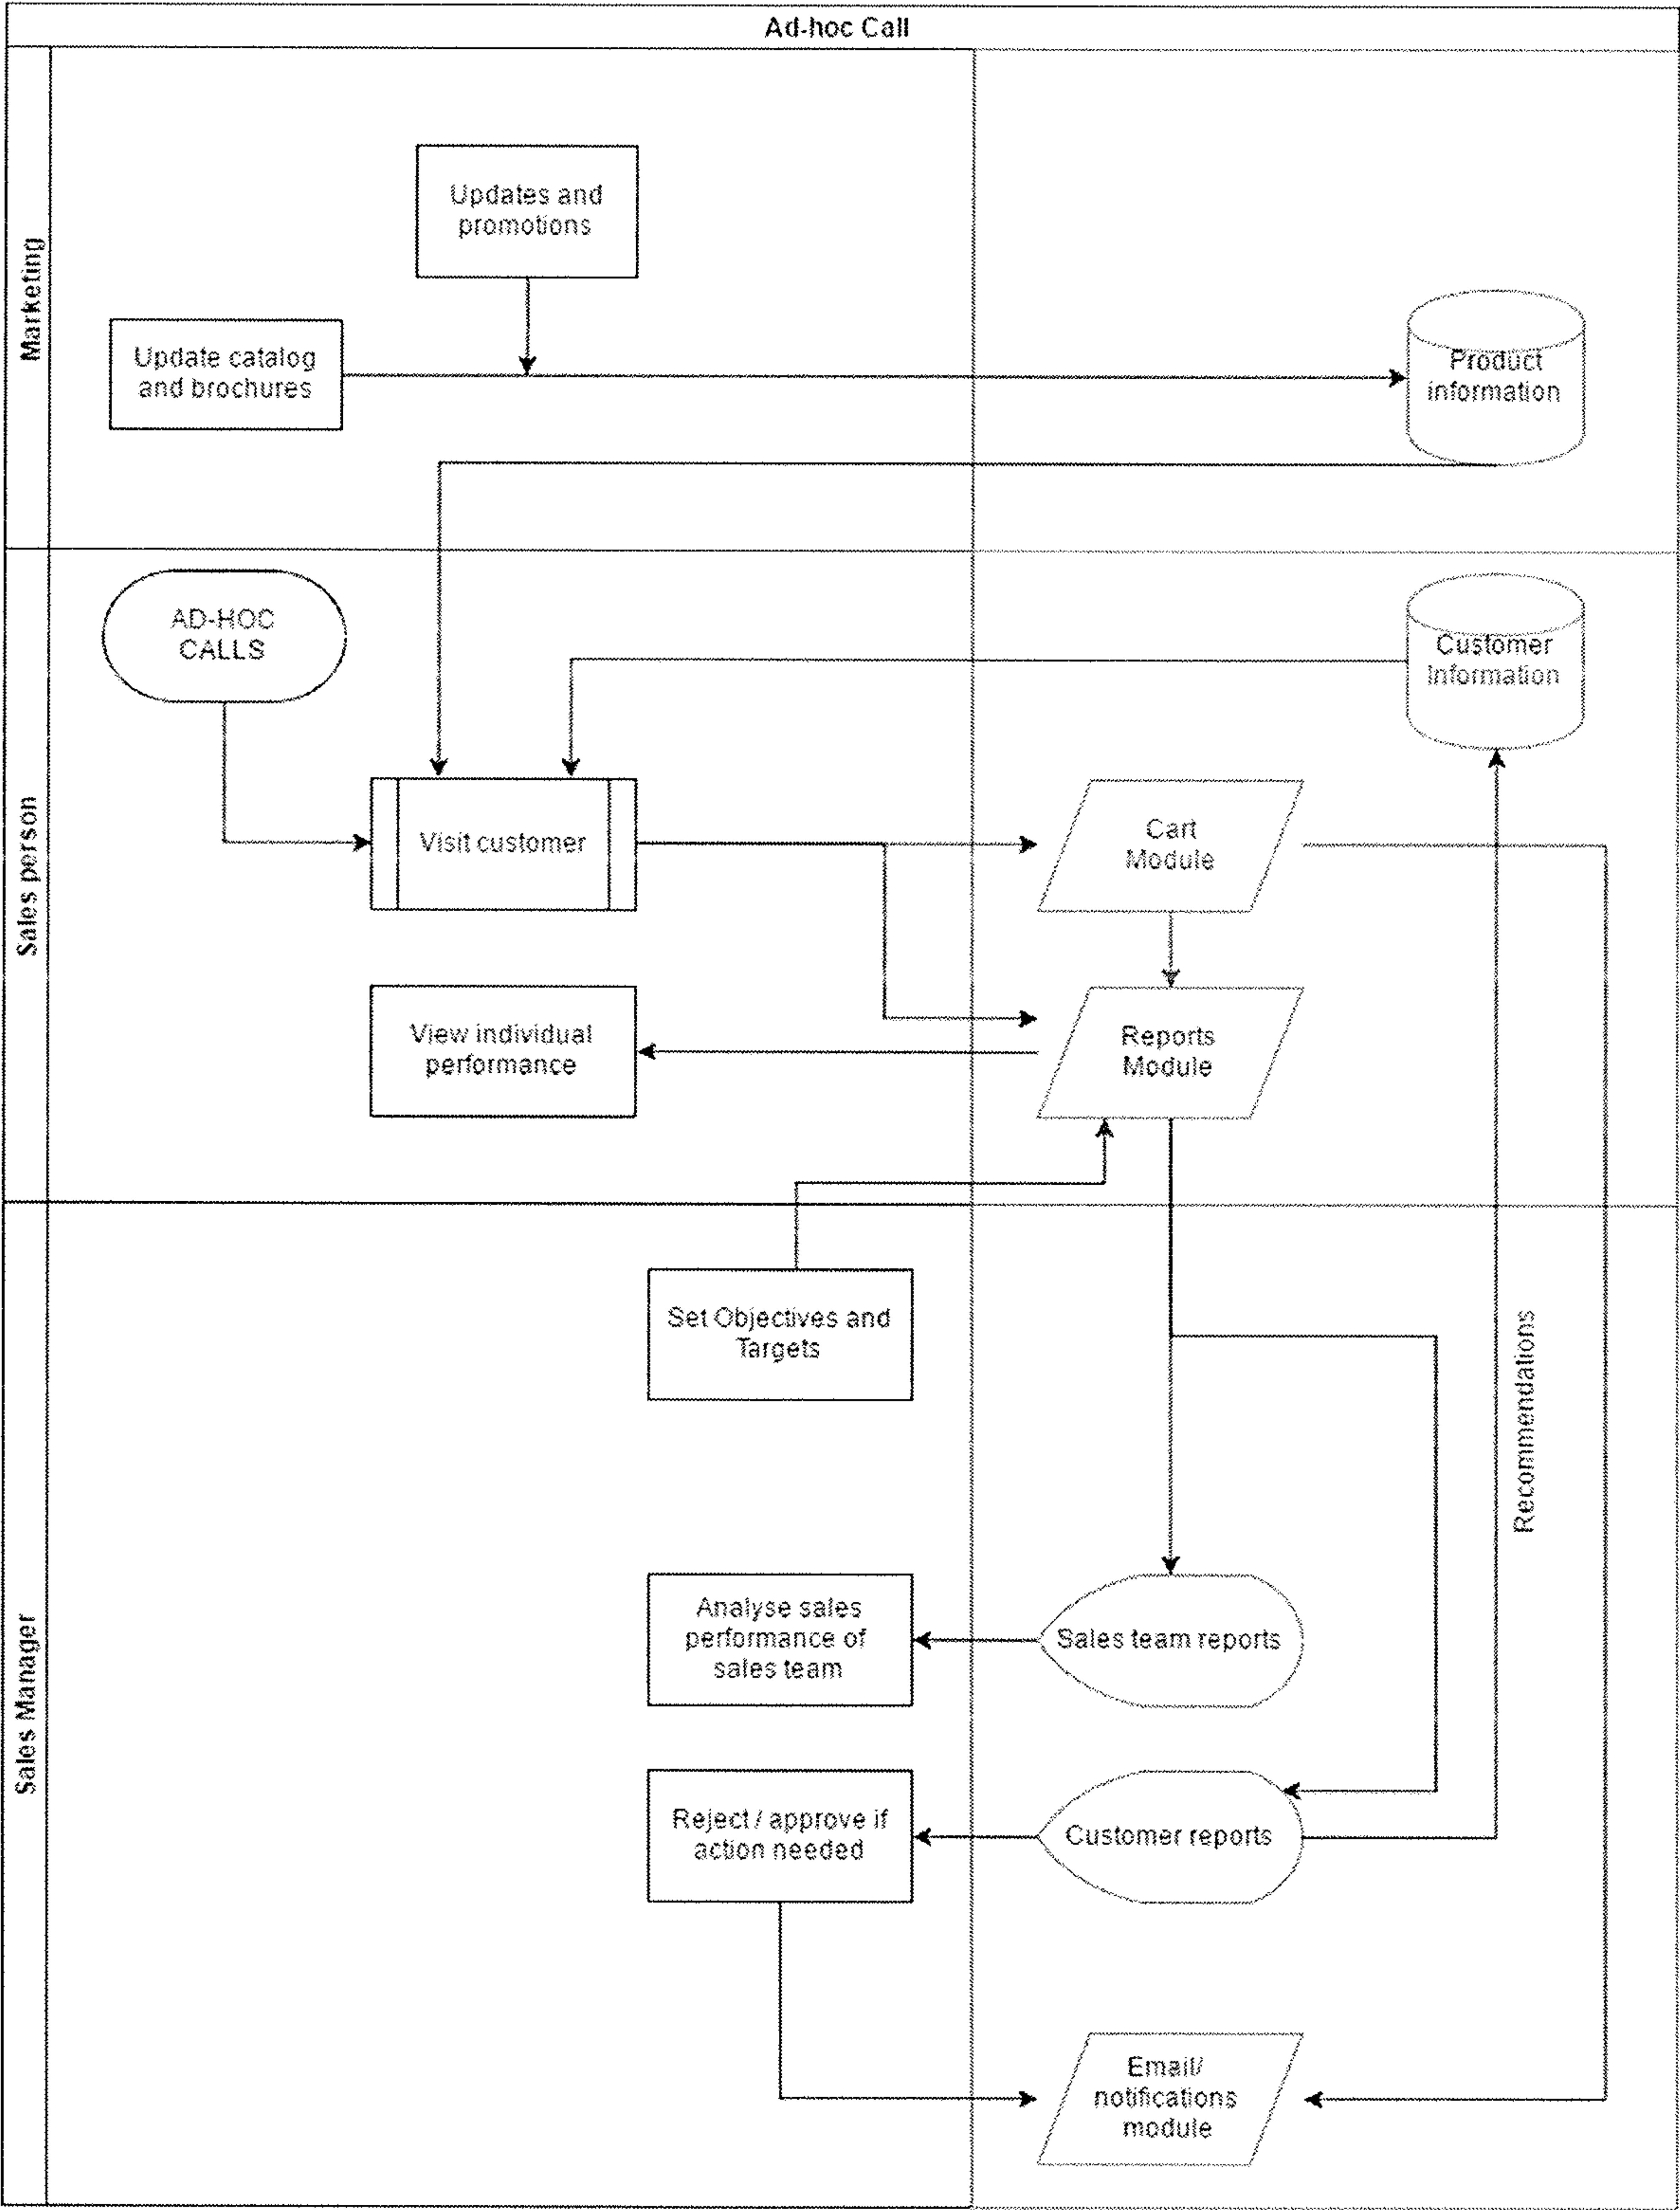 Ad-hoc Call
Marketing
Updates and
promotions
Update catalog
and brochures
Product
information
Sales person
AD-HOC
CALLS
Customer
Information
Visit customer
Cart
Module
View individual
performance
Reports
Module
Sales Manager
Set Objectives and
Targets
Recommendations
Analyse sales
performance of
sales team
Sales team reports
Reject / approve if
action needed
Customer reports
Email/
notifications
module